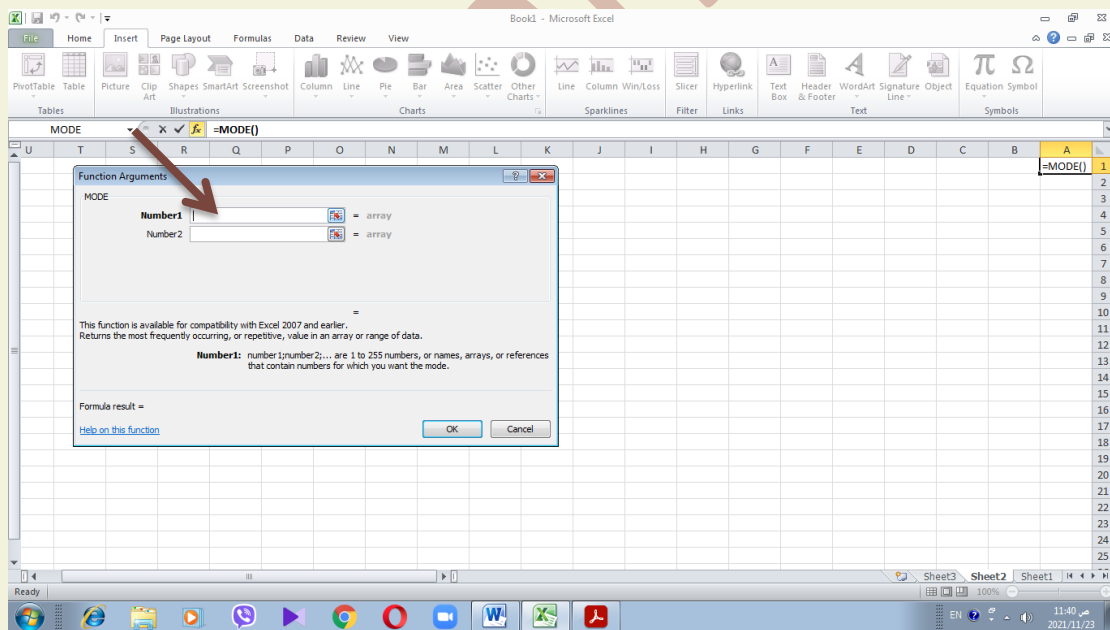 Book1 - Microsoft Excel
File Home Insert Page Layout Formulas Data Review View
PivotTable Table Picture Clip Art Shapes SmartArt Screenshot Column Line Pie Bar Area Scatter Other Charts Line Column Win/Loss Slicer Hyperlink Text Box Header & Footer WordArt Signature Line Object Equation Symbol
Tables Illustrations Charts Sparklines Filter Links Text Symbols
MODE fx =MODE()
U T S R Q P O N M L K J I H G F E D C B A
=MODE() 1
Function Arguments
2
MODE
3
Number1 = array
4
Number2 = array
5
6
7
8
9
=
10
This function is available for compatibility with Excel 2007 and earlier.
Returns the most frequently occurring, or repetitive, value in an array or range of data.
11
12
Number1: number1;number2;... are 1 to 255 numbers, or names, arrays, or references
that contain numbers for which you want the mode.
13
14
15
Formula result =
16
Help on this function OK Cancel
17
18
19
20
21
22
23
24
25
Sheet3 Sheet2 Sheet1
Ready 100%
EN 11:40 ص
2021/11/23